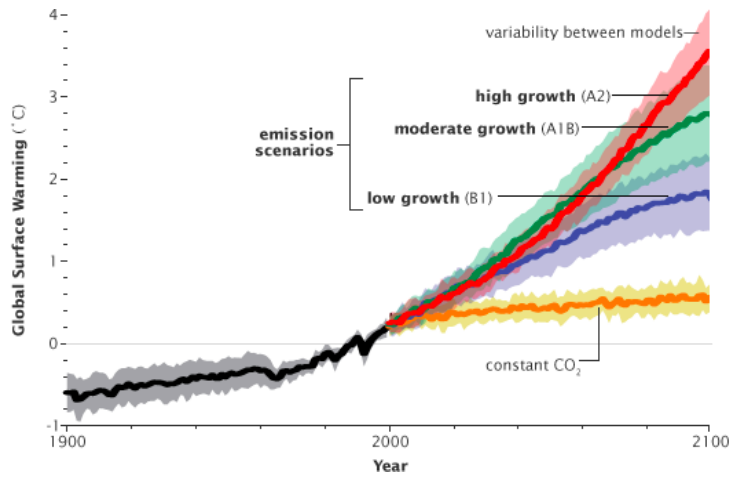 4
variability between models
3
high growth (A2)
moderate growth (A1B)
emission
scenarios
2
low growth (B1)
1
Global Surface Warming (˚C)
0
constant CO₂
-1
1900
2000
2100
Year